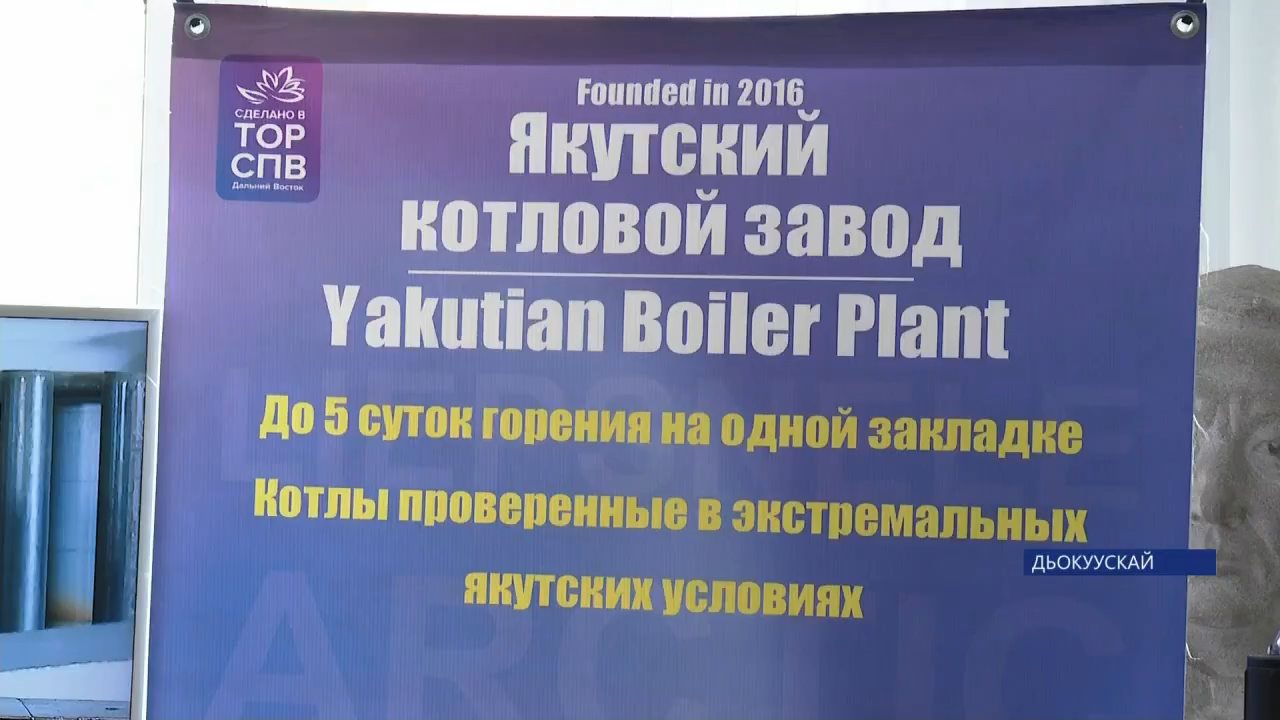 Founded in 2016
СДЕЛАНО В
ТОР
СПВ
Дальний Восток
Якутский
котловой завод
Yakutian Boiler Plant
До 5 суток горения на одной закладке
Котлы проверенные в экстремальных
якутских условиях
ДЬОКУУСКАЙ